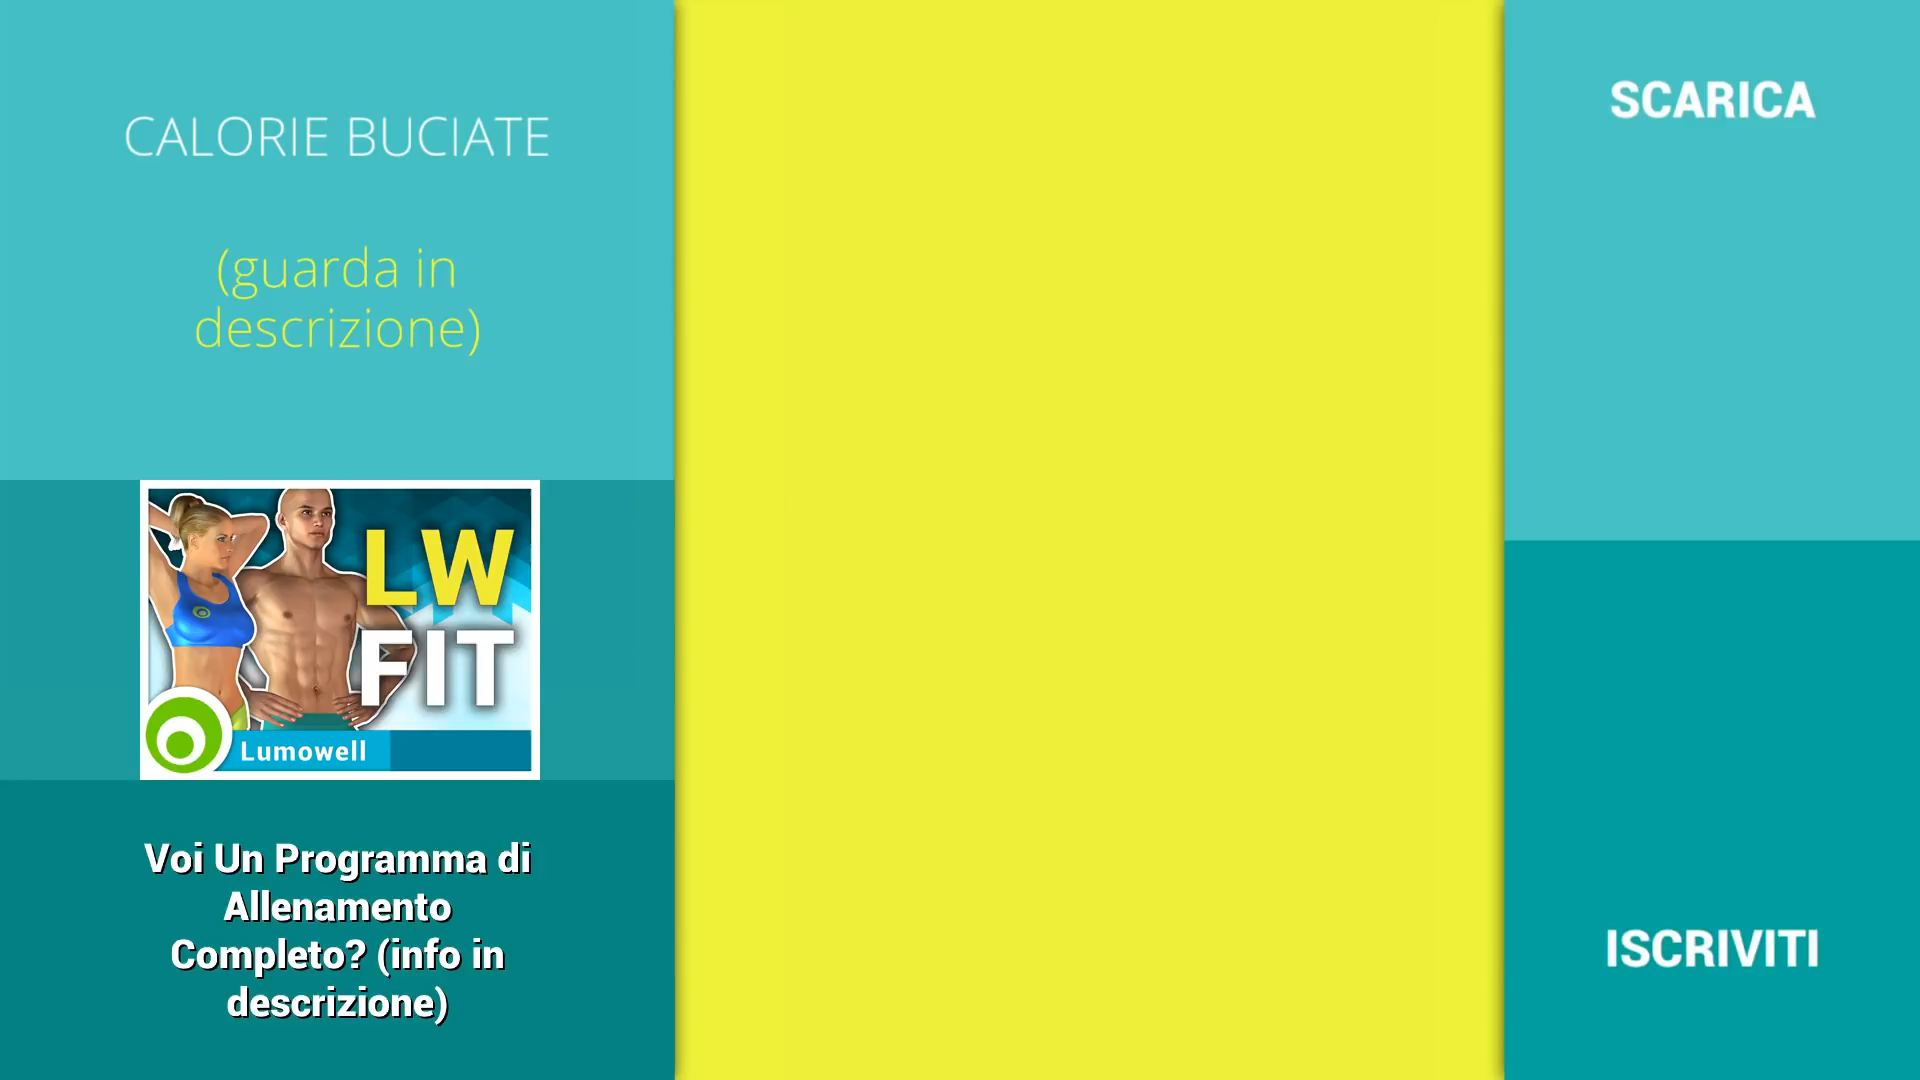 CALORIE BUCIATE
(guarda in
descrizione)
LW
FIT
Lumowell
Voi Un Programma di
Allenamento
Completo? (info in
descrizione)
SCARICA
ISCRIVITI